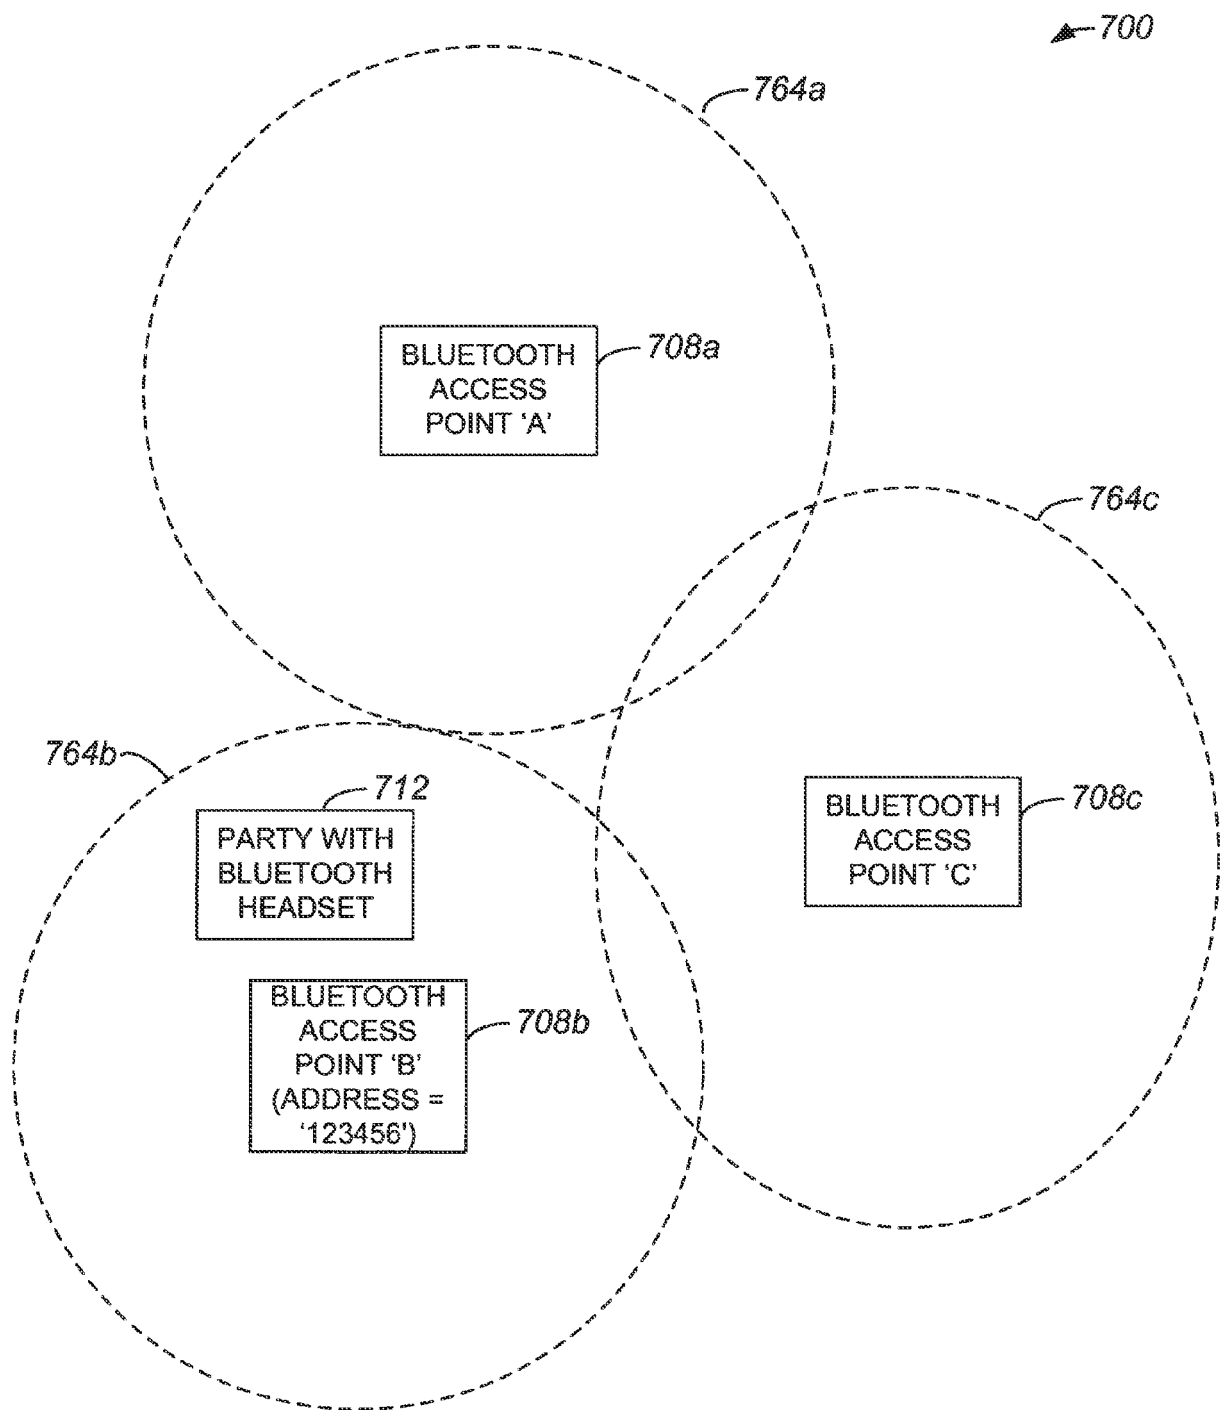 700
764a
BLUETOOTH
ACCESS
POINT ‘A’
708a
764c
764b
712
PARTY WITH
BLUETOOTH
HEADSET
BLUETOOTH
ACCESS
POINT ‘C’
708c
BLUETOOTH
ACCESS
POINT ‘B’
(ADDRESS =
‘123456’)
708b